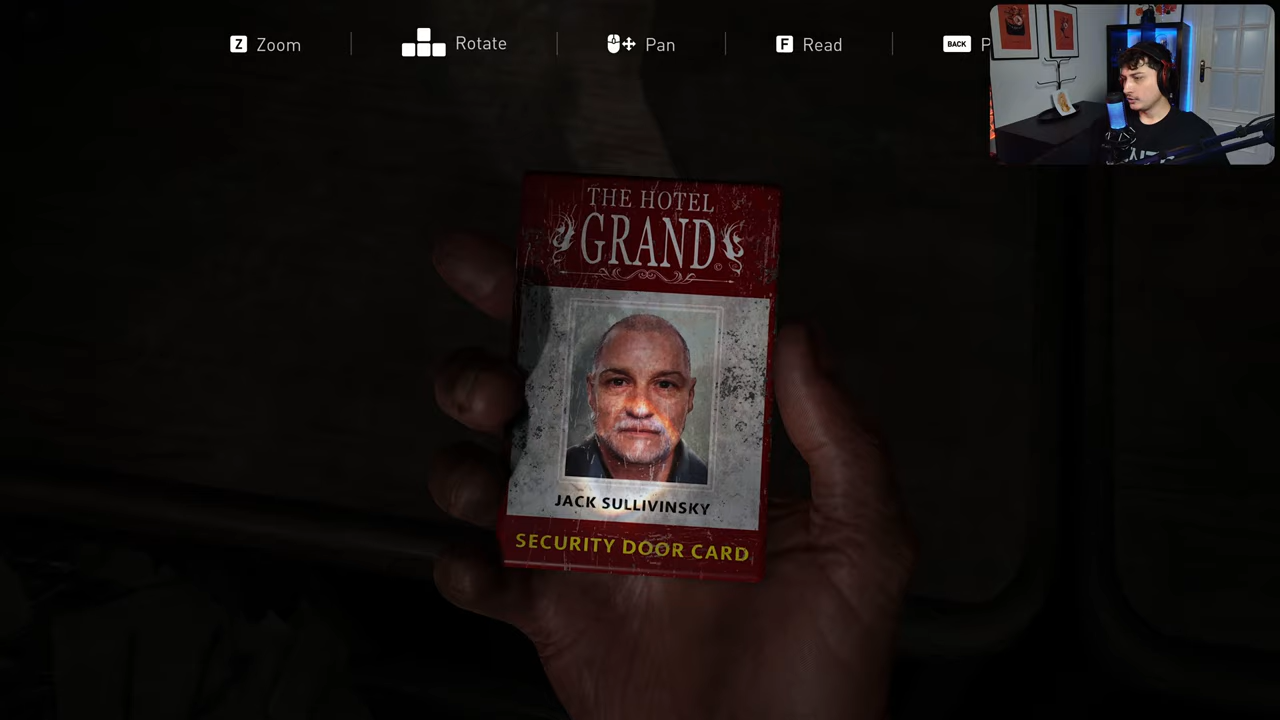 Z Zoom
Rotate
Pan
F Read
BACK P
THE HOTEL
GRAND
JACK SULLIVINSKY
SECURITY DOOR CARD